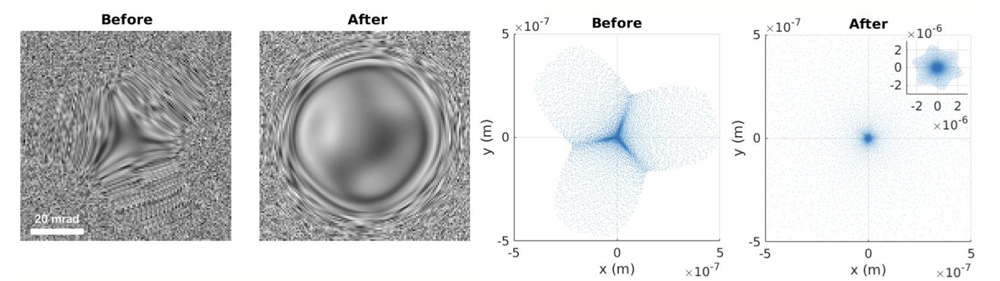 Before
20 mrad
After
Before
×10⁻⁷
5
0
-5
y (m)
-5 0 5
x (m)
×10⁻⁷
After
×10⁻⁷
5
0
-5
y (m)
-5 0 5
x (m)
×10⁻⁷
×10⁻⁶
2
0
-2
-2 0 2
×10⁻⁶